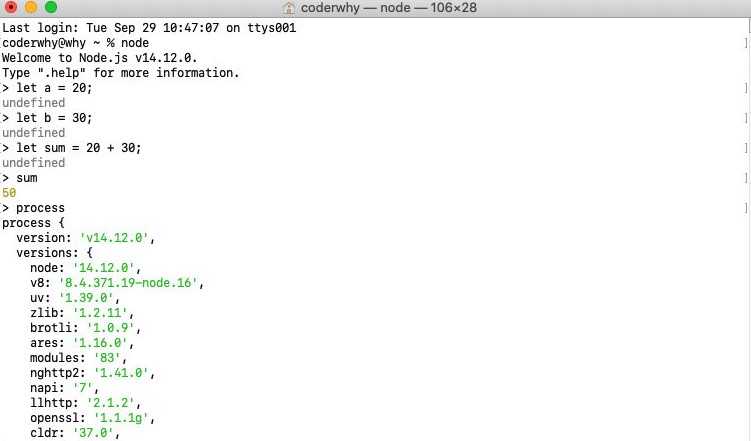 coderwhy — node — 106×28
Last login: Tue Sep 29 10:47:07 on ttys001
[coderwhy@why ~ % node ]
Welcome to Node.js v14.12.0.
Type ".help" for more information.
[> let a = 20; ]
undefined
[> let b = 30; ]
undefined
[> let sum = 20 + 30; ]
undefined
[> sum ]
50
[> process ]
process {
  version: 'v14.12.0',
  versions: {
    node: '14.12.0',
    v8: '8.4.371.19-node.16',
    uv: '1.39.0',
    zlib: '1.2.11',
    brotli: '1.0.9',
    ares: '1.16.0',
    modules: '83',
    nghttp2: '1.41.0',
    napi: '7',
    llhttp: '2.1.2',
    openssl: '1.1.1g',
    cldr: '37.0',